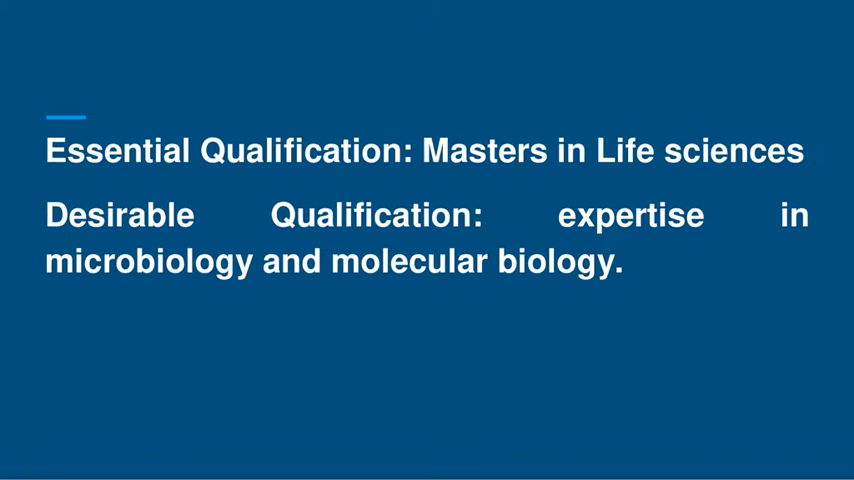 Essential Qualification: Masters in Life sciences
Desirable Qualification: expertise in
microbiology and molecular biology.